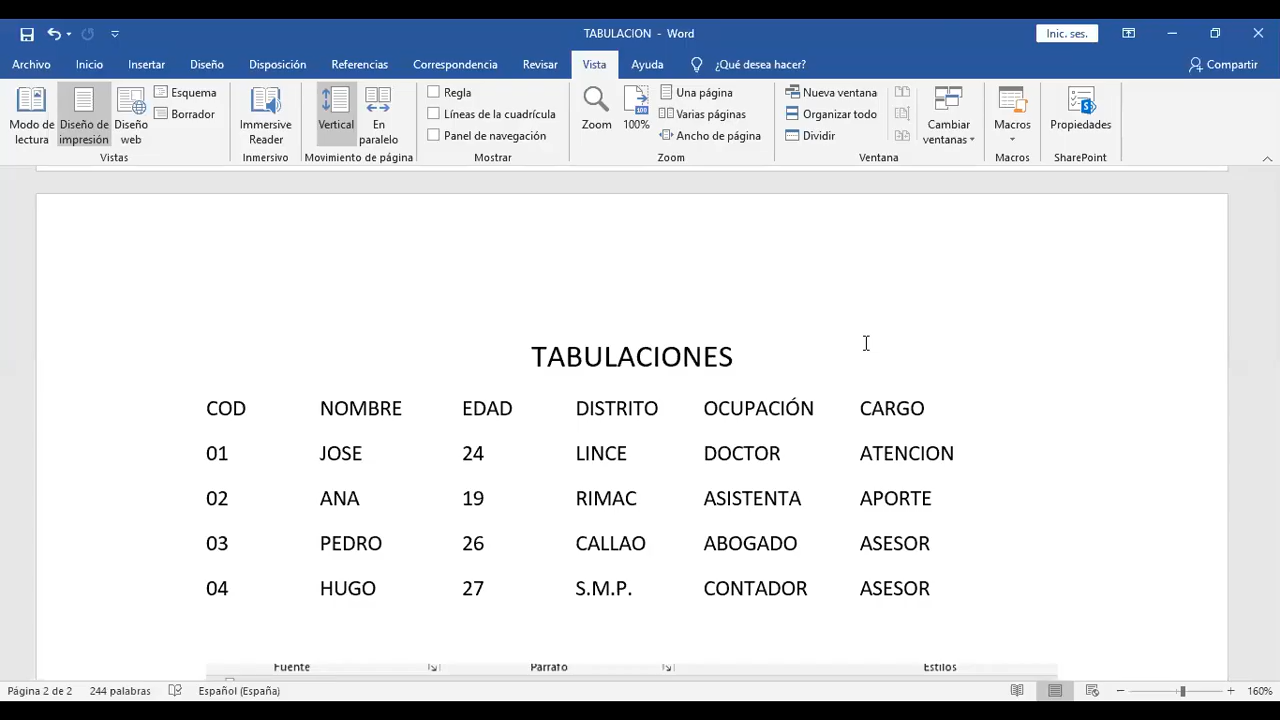 TABULACION - Word
Inic. ses.
Archivo Inicio Insertar Diseño Disposición Referencias Correspondencia Revisar Vista Ayuda ¿Qué desea hacer? Compartir
Modo de lectura
Diseño de impresión
Diseño web
Esquema
Borrador
Vistas
Immersive Reader
Inmersivo
Vertical
En paralelo
Movimiento de página
Regla
Líneas de la cuadrícula
Panel de navegación
Mostrar
Zoom
100
100%
Una página
Varias páginas
Ancho de página
Zoom
Nueva ventana
Organizar todo
Dividir
Cambiar ventanas
Ventana
Macros
Macros
Propiedades
SharePoint
TABULACIONES
COD NOMBRE EDAD DISTRITO OCUPACIÓN CARGO
01 JOSE 24 LINCE DOCTOR ATENCION
02 ANA 19 RIMAC ASISTENTA APORTE
03 PEDRO 26 CALLAO ABOGADO ASESOR
04 HUGO 27 S.M.P. CONTADOR ASESOR
Fuente Párrafo Estilos
Página 2 de 2 244 palabras Español (España) 160%